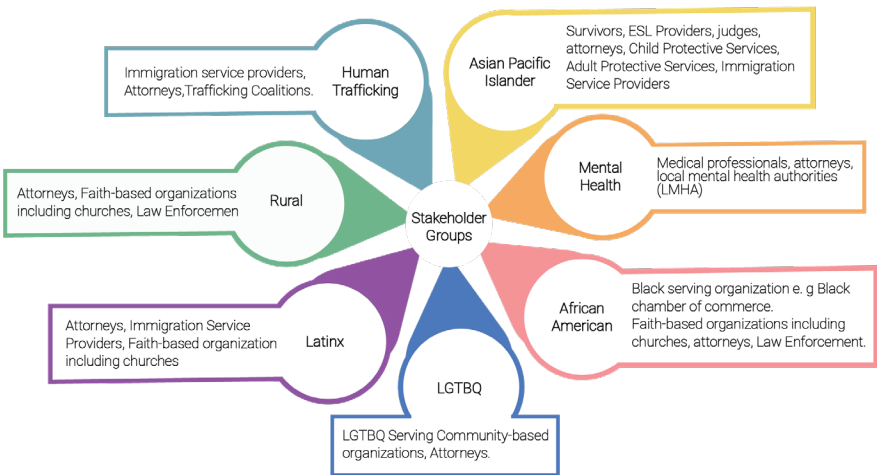 Human
Trafficking
Immigration service providers,
Attorneys,Trafficking Coalitions.
Asian Pacific
Islander
Survivors, ESL Providers, judges,
attorneys, Child Protective Services,
Adult Protective Services, Immigration
Service Providers
Mental
Health
Medical professionals, attorneys,
local mental health authorities
(LMHA)
Rural
Attorneys, Faith-based organizations
including churches, Law Enforcemen
Stakeholder
Groups
African
American
Black serving organization e. g Black
chamber of commerce.
Faith-based organizations including
churches, attorneys, Law Enforcement.
Latinx
Attorneys, Immigration Service
Providers, Faith-based organization
including churches
LGTBQ
LGTBQ Serving Community-based
organizations, Attorneys.